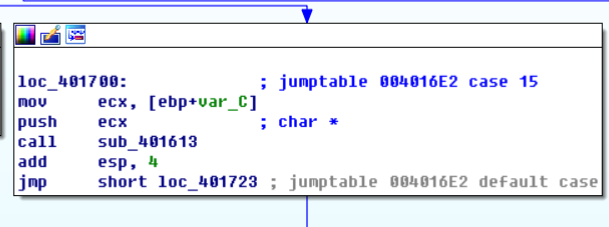 loc_401700: ; jumptable 004016E2 case 15
mov ecx, [ebp+var_C]
push ecx ; char *
call sub_401613
add esp, 4
jmp short loc_401723 ; jumptable 004016E2 default case